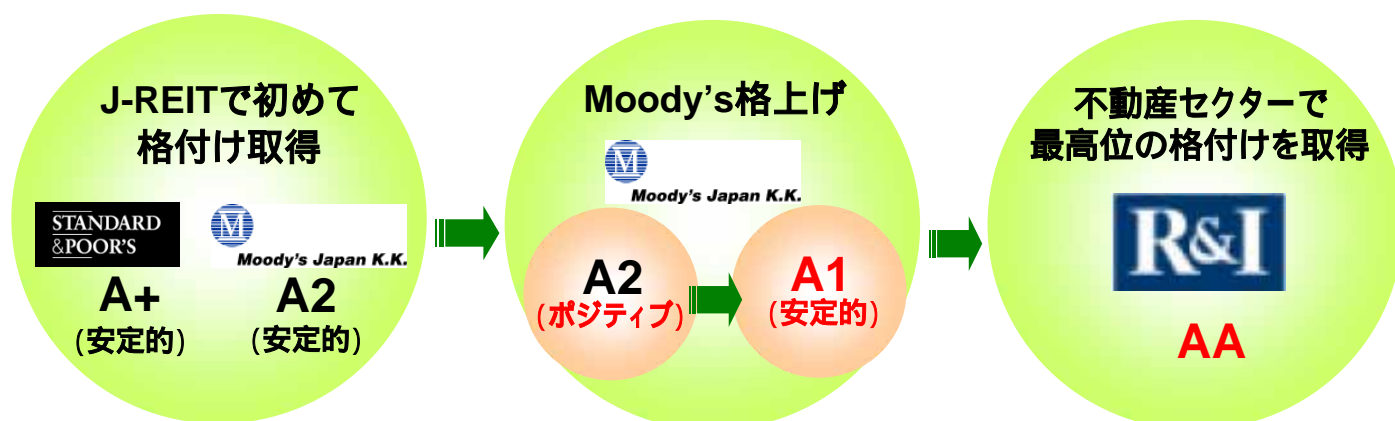 J-REITで初めて
格付け取得
STANDARD
&POOR'S
M
Moody's Japan K.K.
A+
(安定的)
A2
(安定的)
Moody's格上げ
M
Moody's Japan K.K.
A2
(ポジティブ)
A1
(安定的)
不動産セクターで
最高位の格付けを取得
R&I
AA